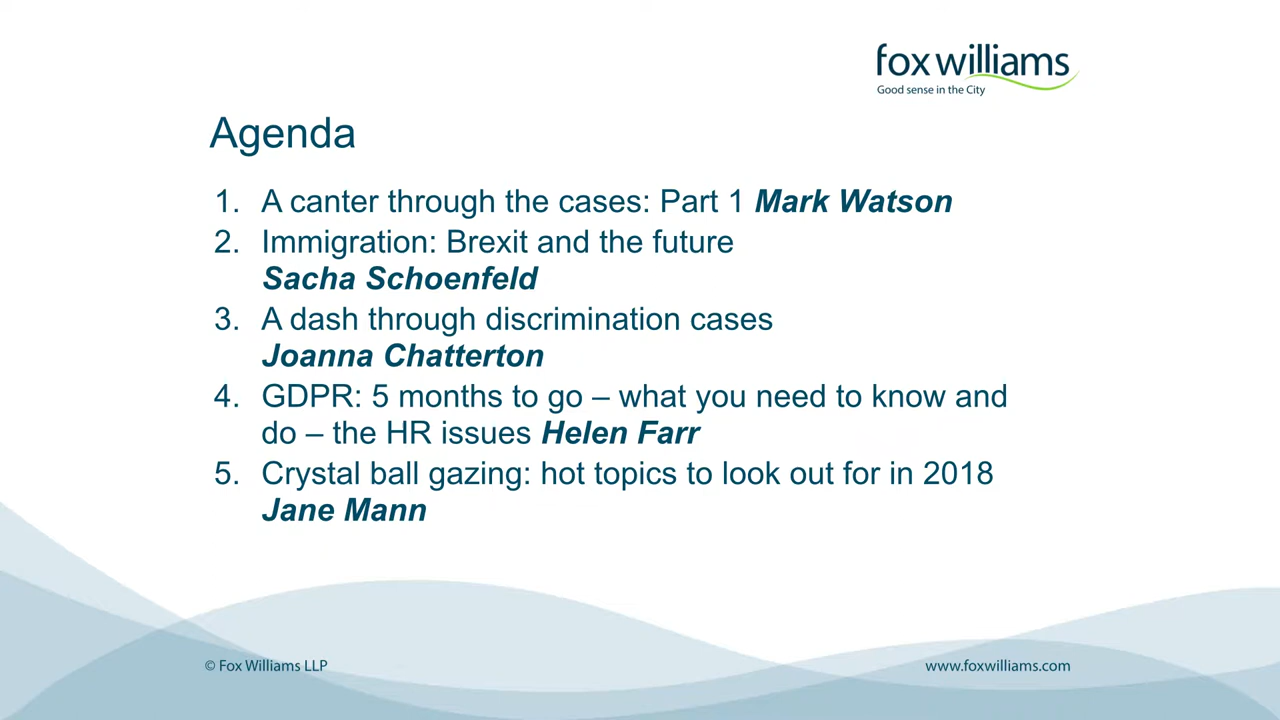 fox williams
Good sense in the City
Agenda
1. A canter through the cases: Part 1 Mark Watson
2. Immigration: Brexit and the future
Sacha Schoenfeld
3. A dash through discrimination cases
Joanna Chatterton
4. GDPR: 5 months to go – what you need to know and
do – the HR issues Helen Farr
5. Crystal ball gazing: hot topics to look out for in 2018
Jane Mann
© Fox Williams LLP
www.foxwilliams.com